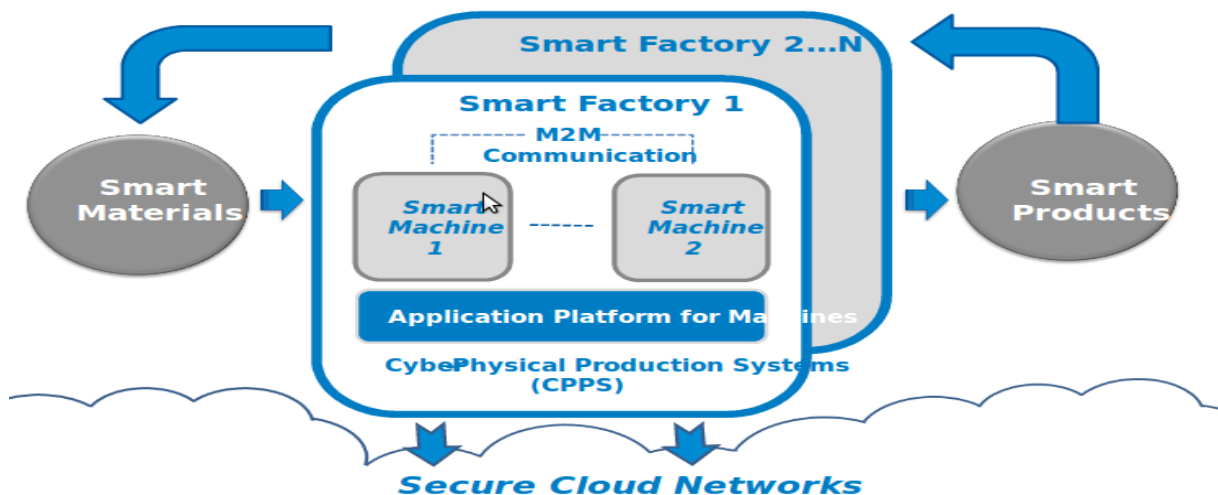 Smart Factory 2...N
Smart Factory 1
M2M
Communication
Smart
Materials
Smart
Machine
1
Smart
Machine
2
Smart
Products
Application Platform for Machines
Cyber-Physical Production Systems
(CPPS)
Secure Cloud Networks